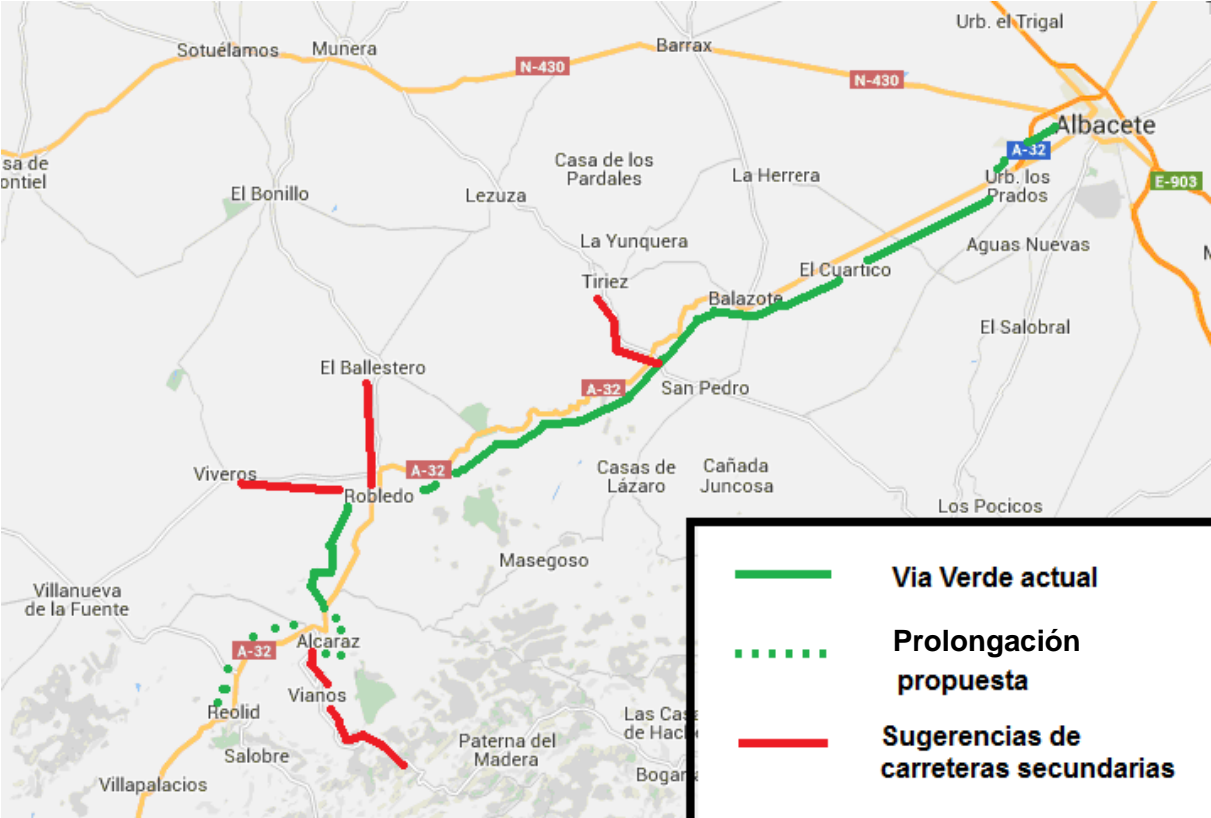 Urb. el Trigal
Sotuélamos
Munera
Barrax
N-430
N-430
Albacete
sa de
ontiel
Casa de los
Pardales
A-32
La Herrera
Urb. los
Prados
E-903
El Bonillo
Lezuza
La Yunquera
Aguas Nuevas
Tiriez
El Cuartico
Balazote
El Salobral
El Ballestero
A-32
San Pedro
Viveros
A-32
Robledo
Casas de
Lázaro
Cañada
Juncosa
Los Pocicos
Masegoso
Villanueva
de la Fuente
Alcaraz
A-32
Vianos
Reolid
Salobre
Villapalacios
Paterna del
Madera
Las Cas
de Hach
Bogar
Via Verde actual
Prolongación
propuesta
Sugerencias de
carreteras secundarias